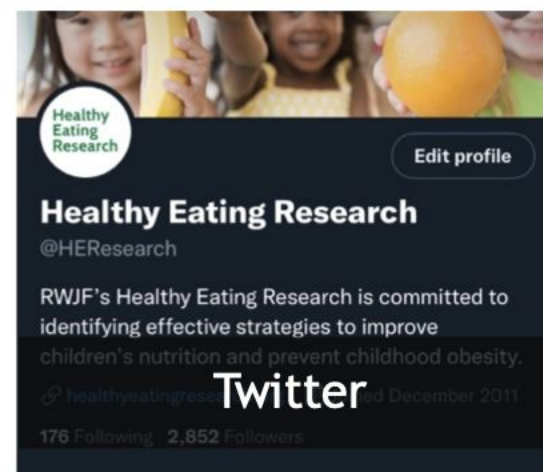 Healthy
Eating
Research
Edit profile
Healthy Eating Research
@HEResearch
RWJF's Healthy Eating Research is committed to
identifying effective strategies to improve
children's nutrition and prevent childhood obesity.
Twitter
December 2011
176 Following 2,852 Followers